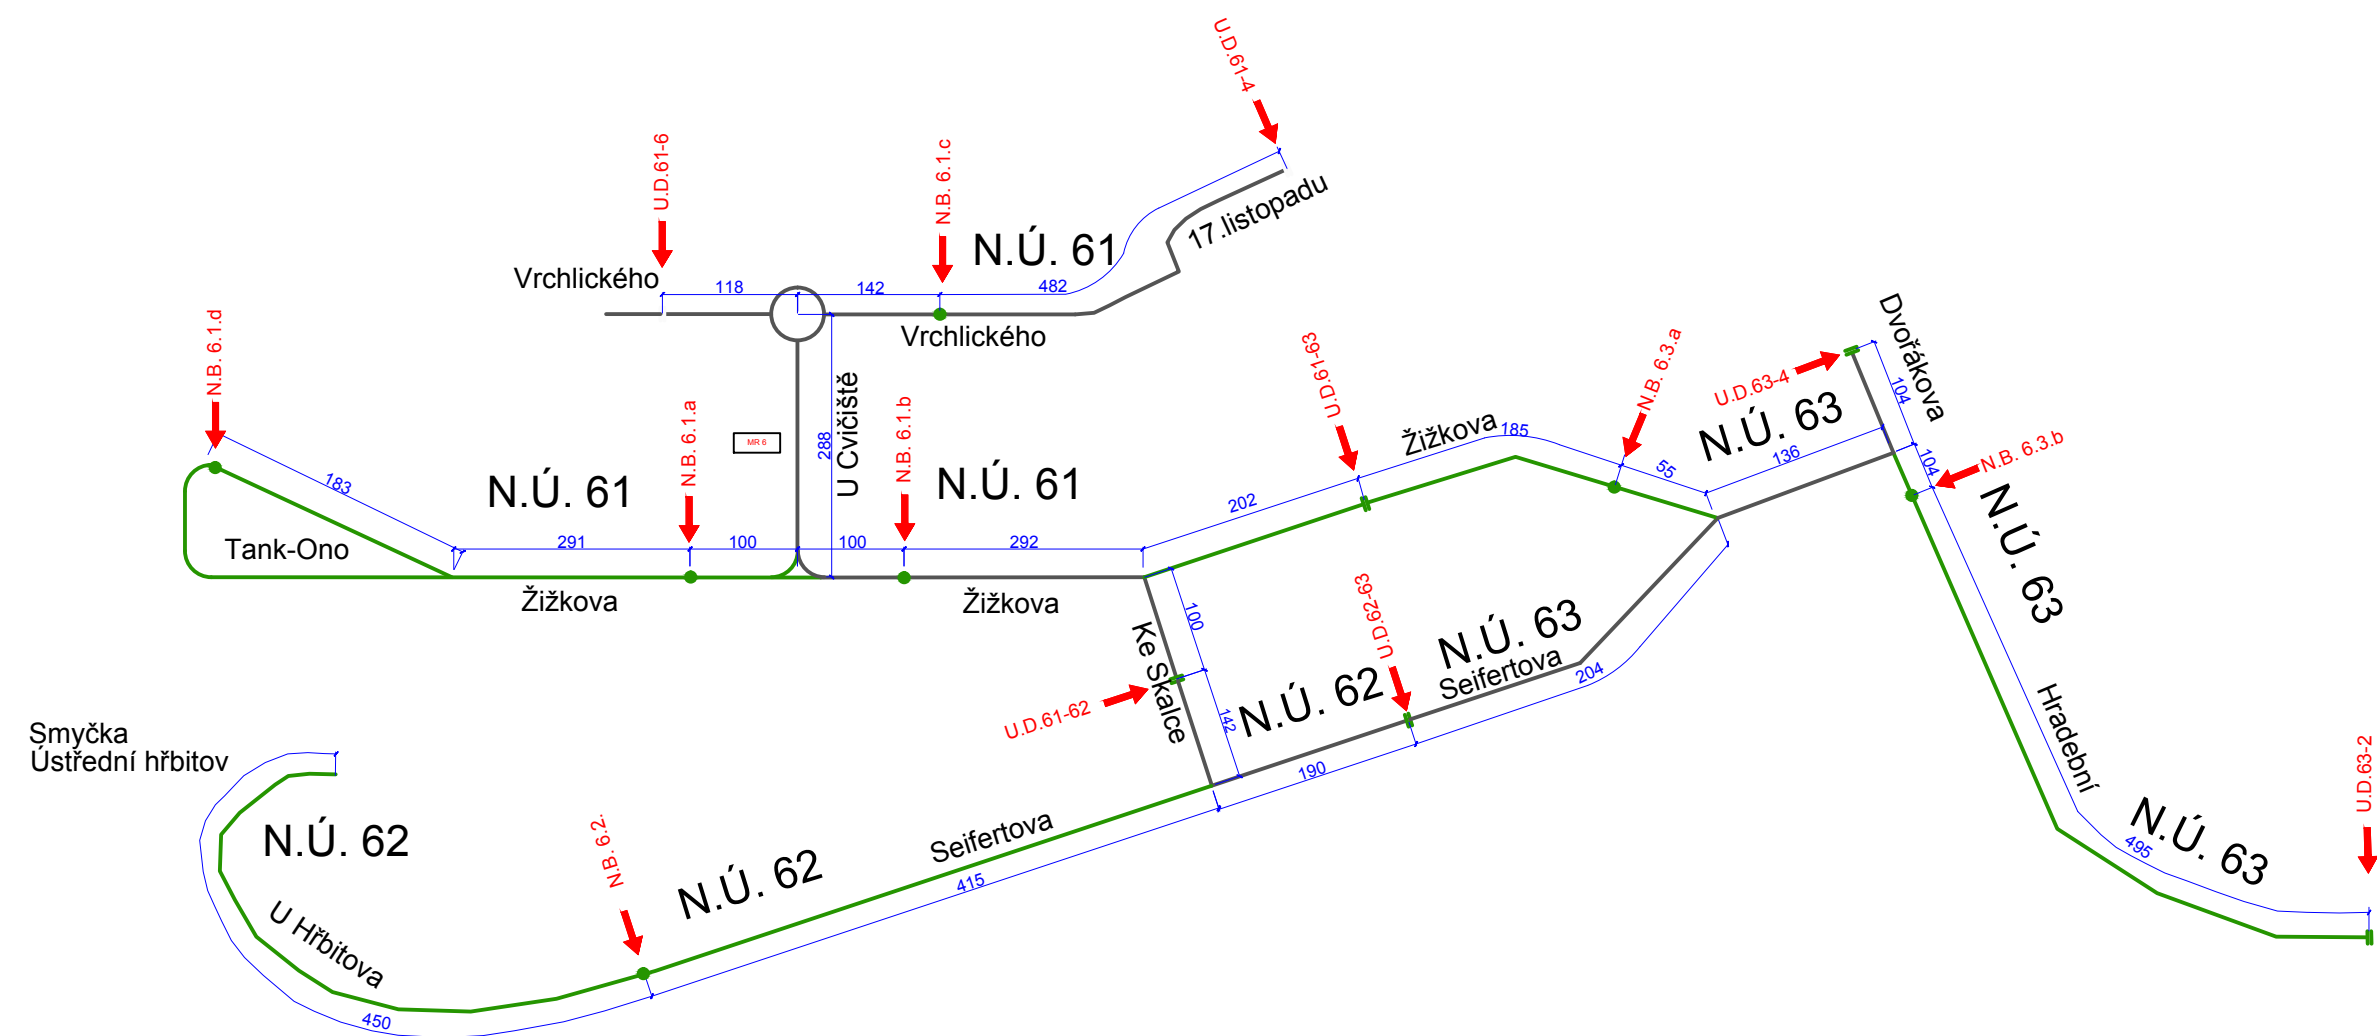 U.D.61-4
U.D.61-6
N.B. 6.1.c
N.Ú. 61
17.listopadu
Vrchlického
118
142
482
Vrchlického
N.B. 6.1.d
N.B. 6.1.a
MR 6
288
U Cvičiště
N.B. 6.1.b
U.D.61-63
Žižkova
185
N.B. 6.3.a
55
U.D.63-4
N.Ú. 63
136
Dvořákova
104
104
N.B. 6.3.b
183
N.Ú. 61
N.Ú. 61
202
Tank-Ono
291
100
100
292
Žižkova
Žižkova
N.Ú. 63
100
Ke Skalce
U.D.62-63
N.Ú. 63
Seifertova
204
U.D.61-62
142
N.Ú. 62
190
Hradební
U.D.63-2
Smyčka
Ústřední hřbitov
N.Ú. 62
N.B. 6.2.
N.Ú. 62
Seifertova
415
N.Ú. 63
495
U Hřbitova
450